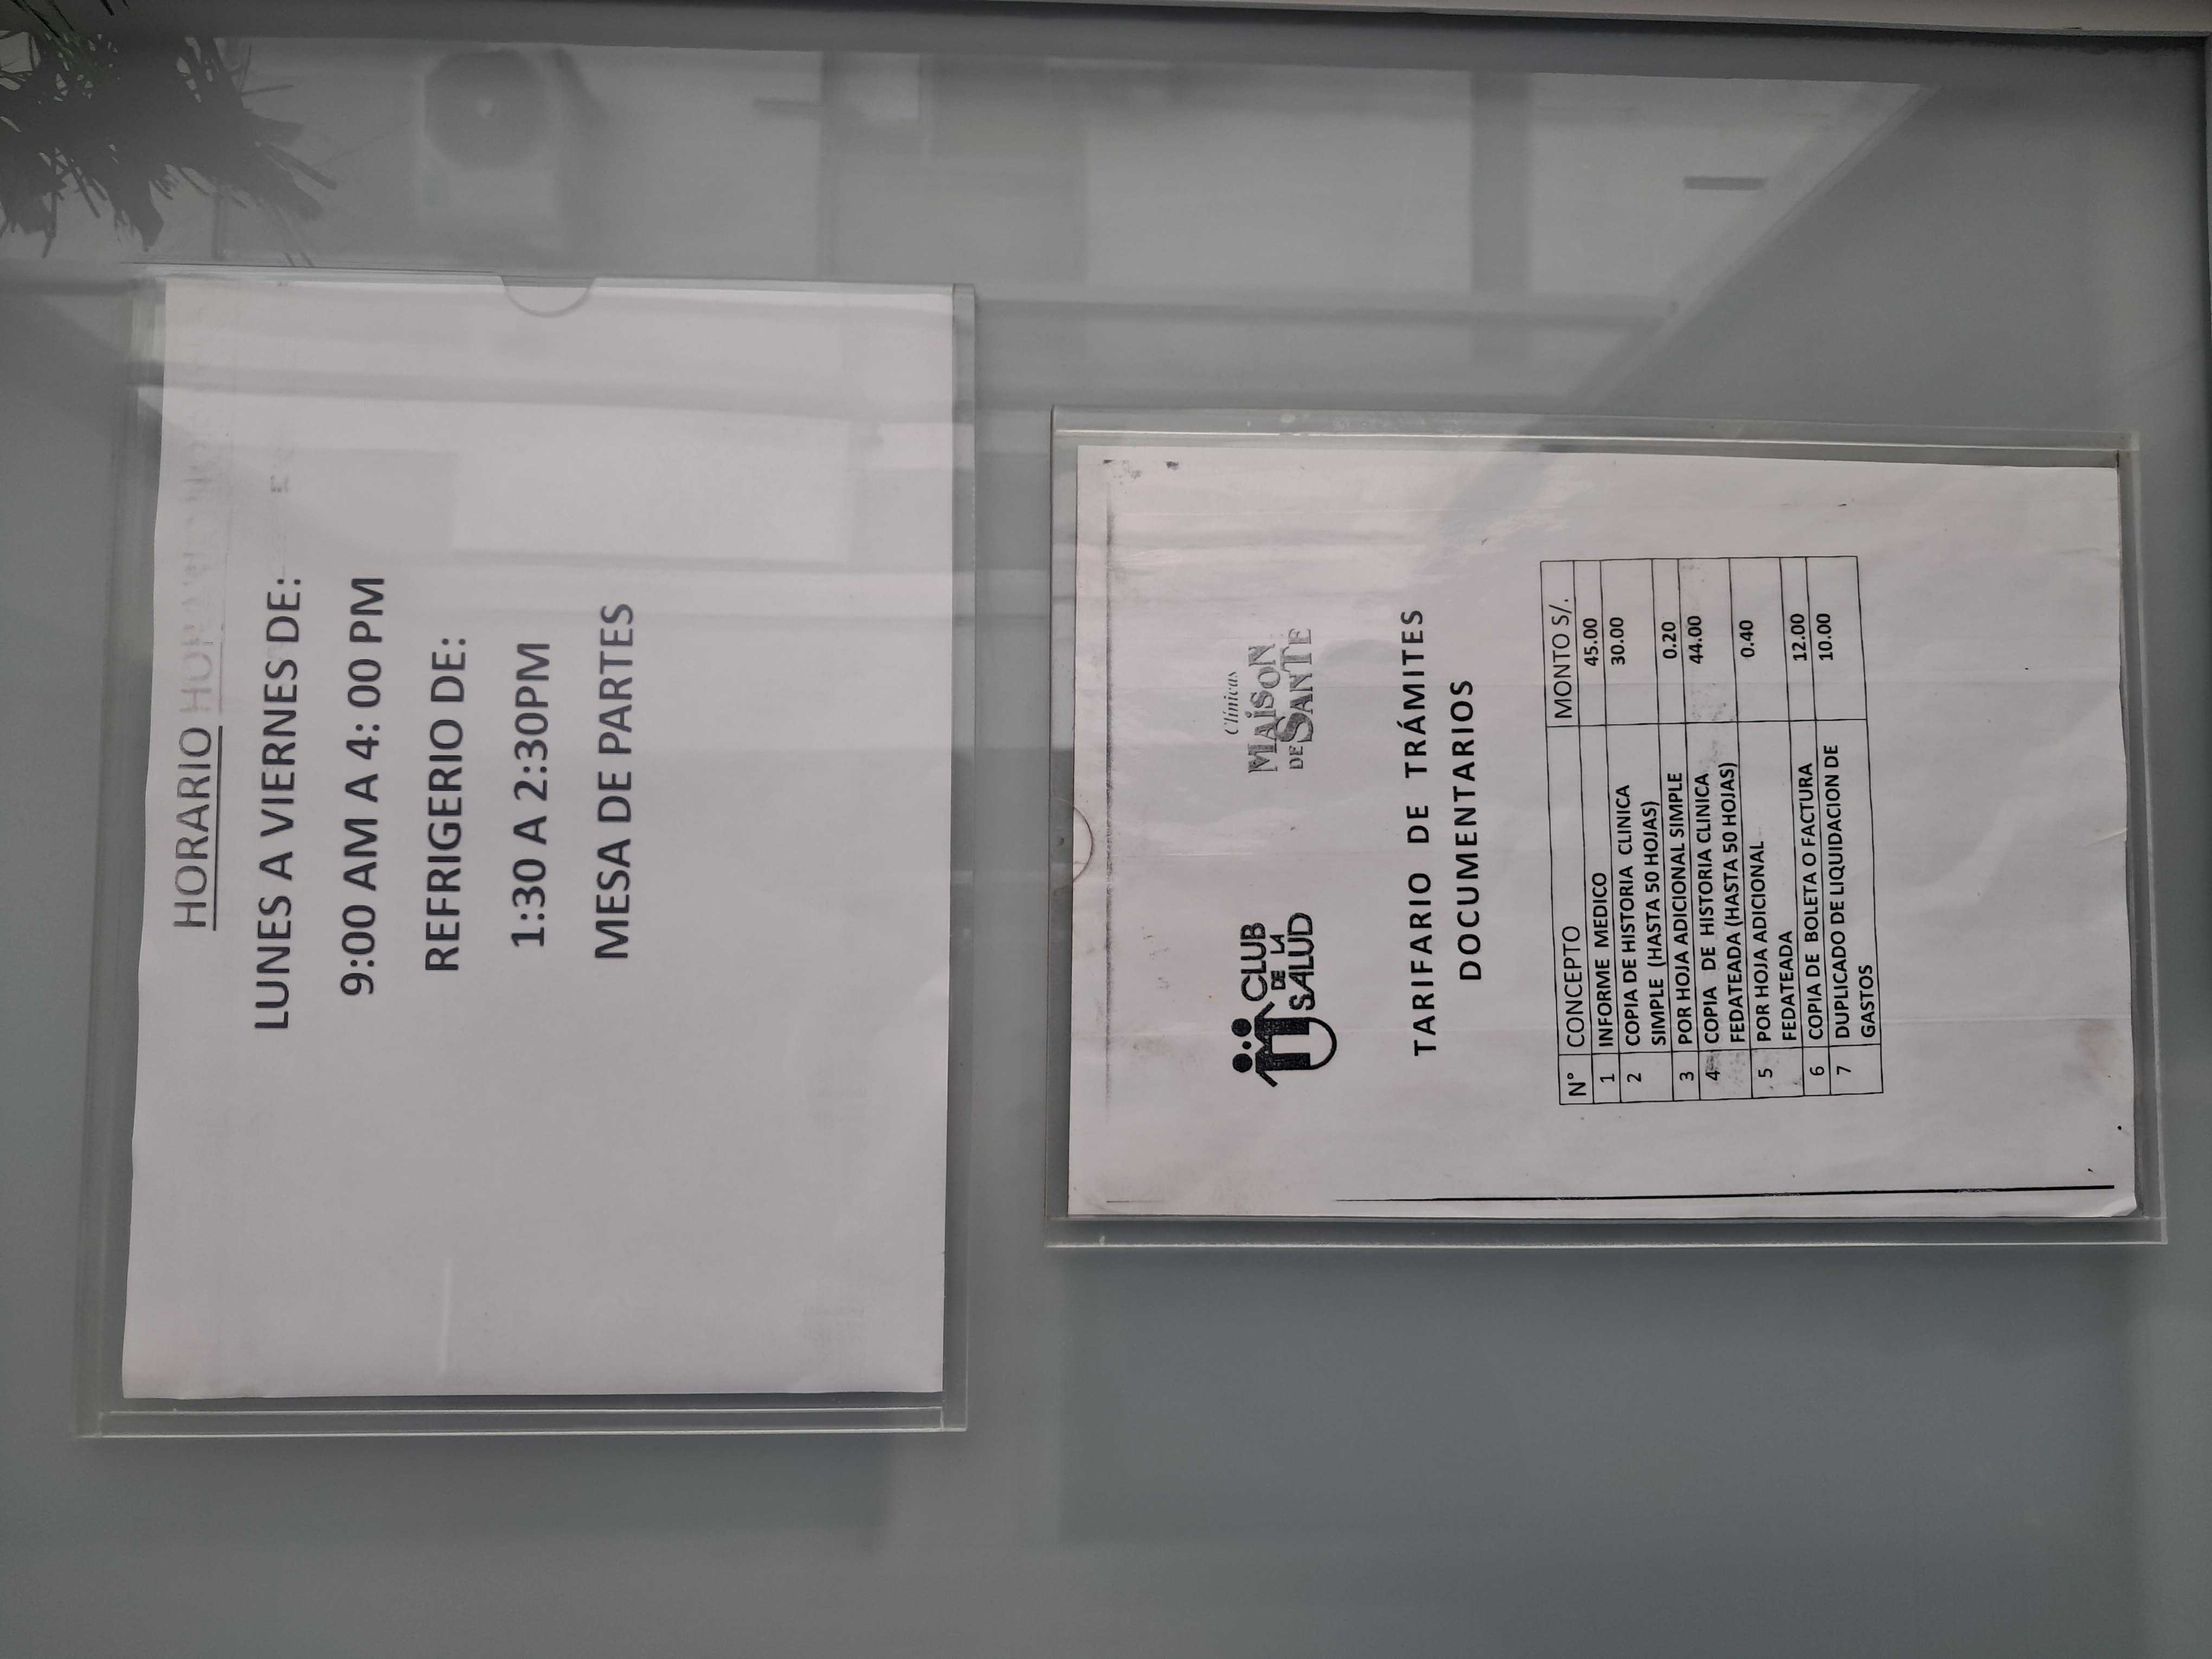 HORARIO
LUNES A VIERNES DE:
9:00 AM A 4: 00 PM
REFRIGERIO DE:
1:30 A 2:30PM
MESA DE PARTES
CLUB
DE LA
SALUD
Clínicas
MAISON
DE SANTE
TARIFARIO DE TRÁMITES
DOCUMENTARIOS
N° CONCEPTO MONTO S/.
1 INFORME MEDICO 45.00
2 COPIA DE HISTORIA CLINICA 30.00
SIMPLE (HASTA 50 HOJAS)
3 POR HOJA ADICIONAL SIMPLE 0.20
4 COPIA DE HISTORIA CLINICA 44.00
FEDATEADA (HASTA 50 HOJAS)
5 POR HOJA ADICIONAL 0.40
FEDATEADA
6 COPIA DE BOLETA O FACTURA 12.00
7 DUPLICADO DE LIQUIDACION DE 10.00
GASTOS